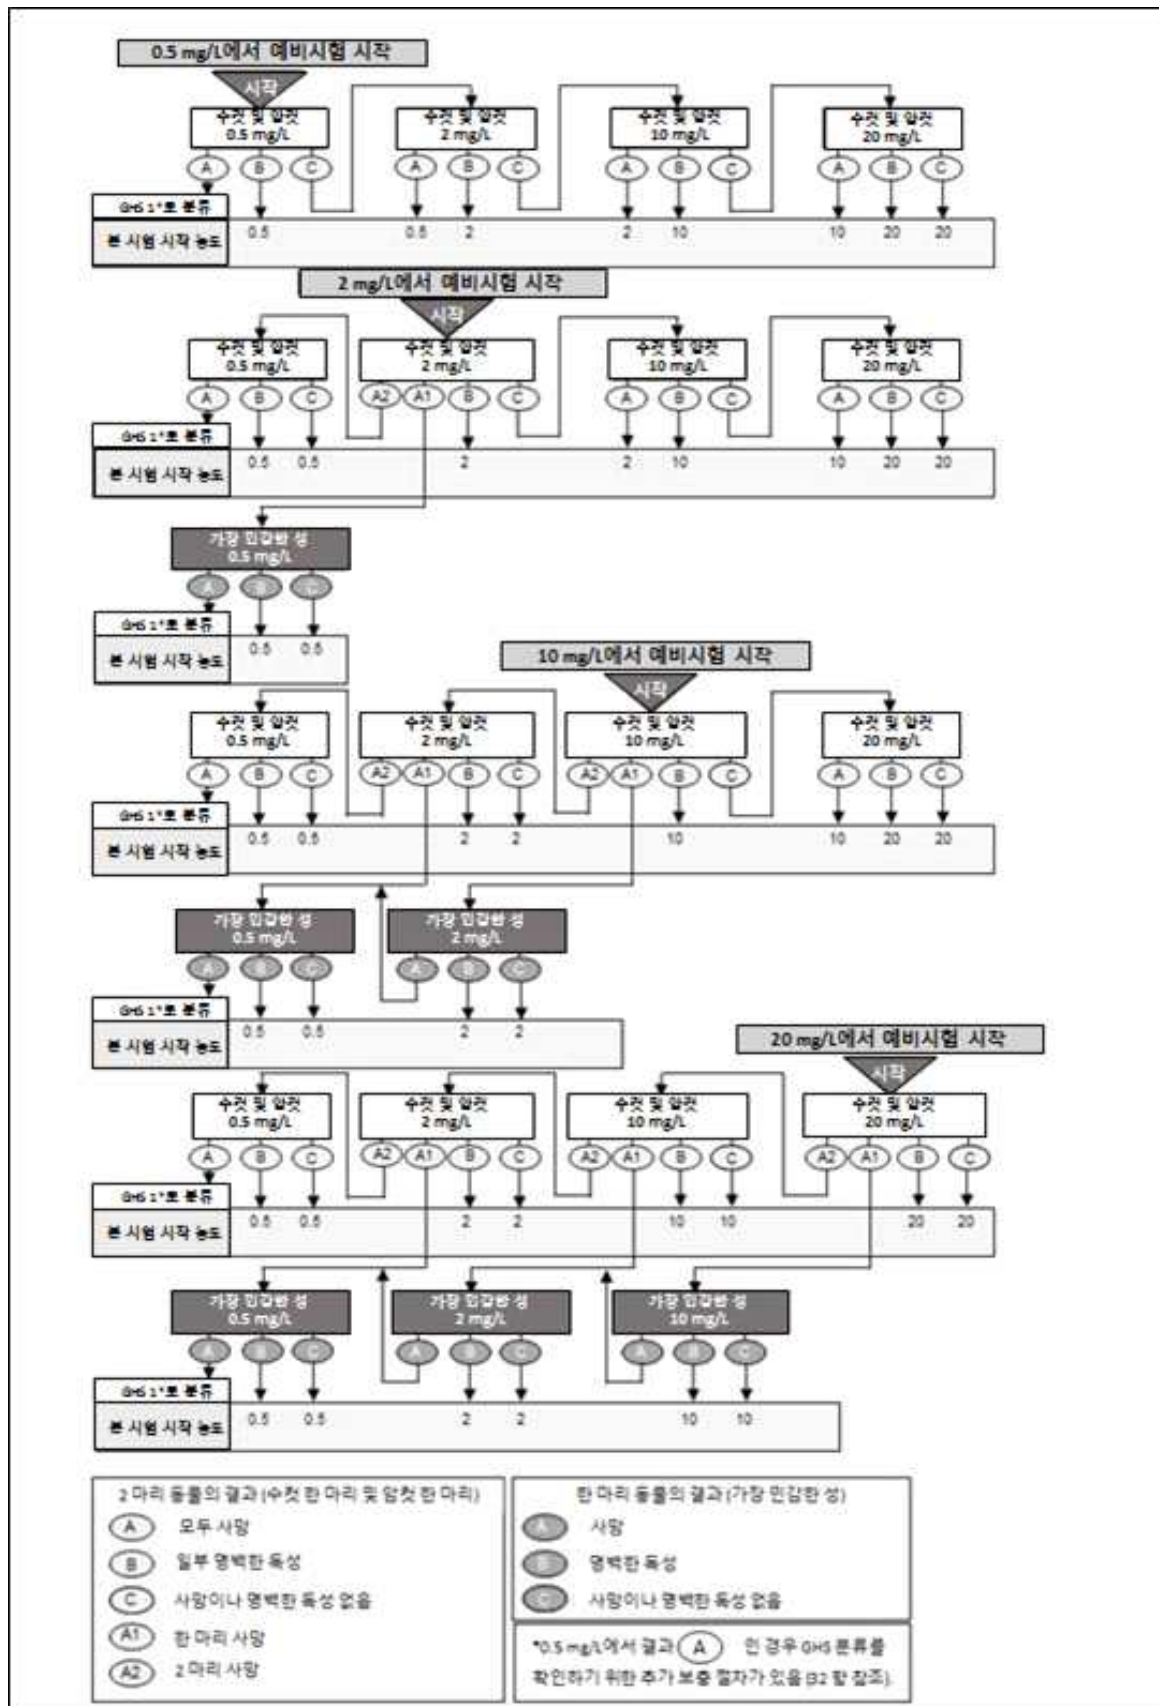 0.5 mg/L에서 예비시험 시작
시작
수컷 및 암컷 수컷 및 암컷 수컷 및 암컷 수컷 및 암컷
0.5 mg/L 2 mg/L 10 mg/L 20 mg/L
A B C A B C A B C A B C
GHS 1*로 분류
본 시험 시작 농도 0.5 0.5 2 2 10 10 20 20
2 mg/L에서 예비시험 시작
시작
수컷 및 암컷 수컷 및 암컷 수컷 및 암컷 수컷 및 암컷
0.5 mg/L 2 mg/L 10 mg/L 20 mg/L
A B C A2 A1 B C A B C A B C
GHS 1*로 분류
본 시험 시작 농도 0.5 0.5 2 2 10 10 20 20
가장 민감한 성
0.5 mg/L
A B C
GHS 1*로 분류
본 시험 시작 농도 0.5 0.5
10 mg/L에서 예비시험 시작
시작
수컷 및 암컷 수컷 및 암컷 수컷 및 암컷 수컷 및 암컷
0.5 mg/L 2 mg/L 10 mg/L 20 mg/L
A B C A2 A1 B C A2 A1 B C A B C
GHS 1*로 분류
본 시험 시작 농도 0.5 0.5 2 2 10 10 20 20
가장 민감한 성 가장 민감한 성
0.5 mg/L 2 mg/L
A B C A B C
GHS 1*로 분류
본 시험 시작 농도 0.5 0.5 2 2
20 mg/L에서 예비시험 시작
시작
수컷 및 암컷 수컷 및 암컷 수컷 및 암컷 수컷 및 암컷
0.5 mg/L 2 mg/L 10 mg/L 20 mg/L
A B C A2 A1 B C A2 A1 B C A2 A1 B C
GHS 1*로 분류
본 시험 시작 농도 0.5 0.5 2 2 10 10 20 20
가장 민감한 성 가장 민감한 성 가장 민감한 성
0.5 mg/L 2 mg/L 10 mg/L
A B C A B C A B C
GHS 1*로 분류
본 시험 시작 농도 0.5 0.5 2 2 10 10
2 마리 동물의 결과 (수컷 한 마리 및 암컷 한 마리)
A 모두 사망
B 일부 명백한 독성
C 사망이나 명백한 독성 없음
A1 한 마리 사망
A2 2 마리 사망
한 마리 동물의 결과 (가장 민감한 성)
A 사망
B 명백한 독성
C 사망이나 명백한 독성 없음
*0.5 mg/L에서 결과 A 인 경우 GHS 분류를
확인하기 위한 추가 보충 절차가 있음 (32 항 참조).